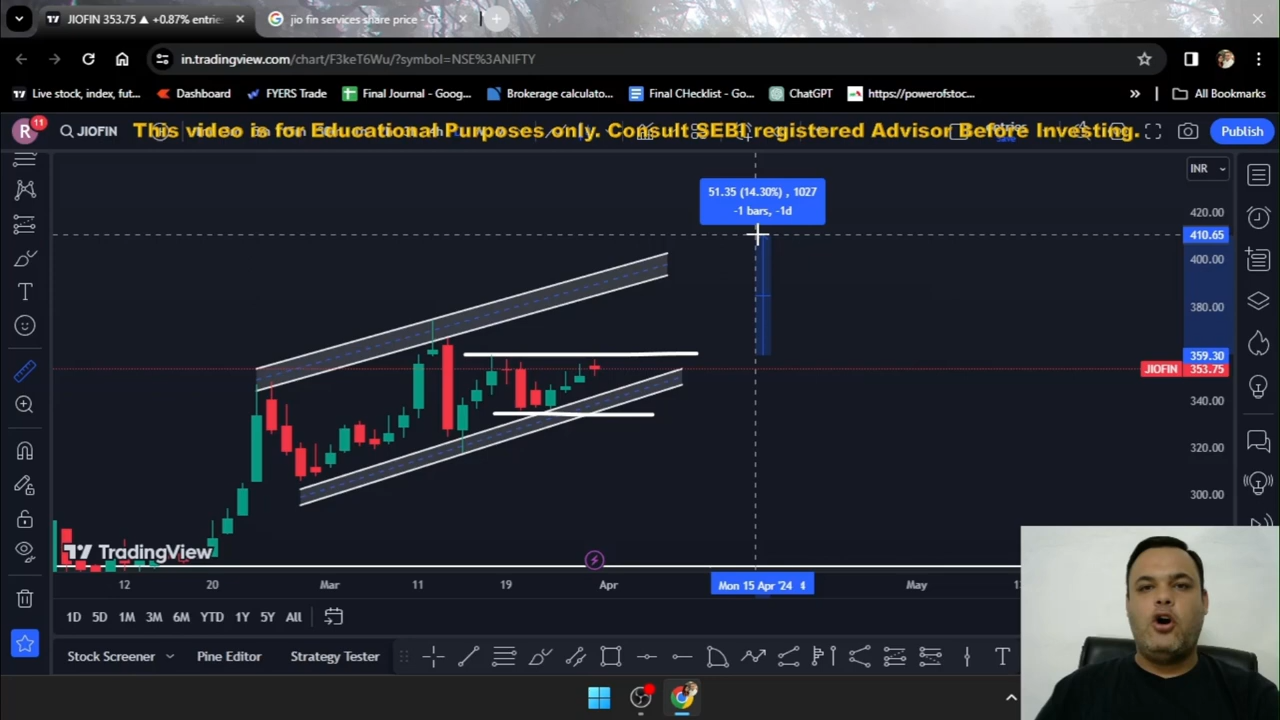 JIOFIN 353.75 ▲ +0.87% entrie
jio fin services share price - Go
in.tradingview.com/chart/F3keT6Wu/?symbol=NSE%3ANIFTY
Live stock, index, fut... Dashboard FYERS Trade Final Journal - Goog... Brokerage calculato... Final CHecklist - Go... ChatGPT https://powerofstoc... » All Bookmarks
R 11 JIOFIN
This video is for Educational Purposes only. Consult SEBI registered Advisor Before Investing.
Publish
INR
51.35 (14.30%) , 1027
-1 bars, -1d
420.00
410.65
400.00
380.00
359.30
JIOFIN 353.75
340.00
320.00
300.00
TradingView
12 20 Mar 11 19 Apr Mon 15 Apr '24 May
1D 5D 1M 3M 6M YTD 1Y 5Y All
Stock Screener Pine Editor Strategy Tester